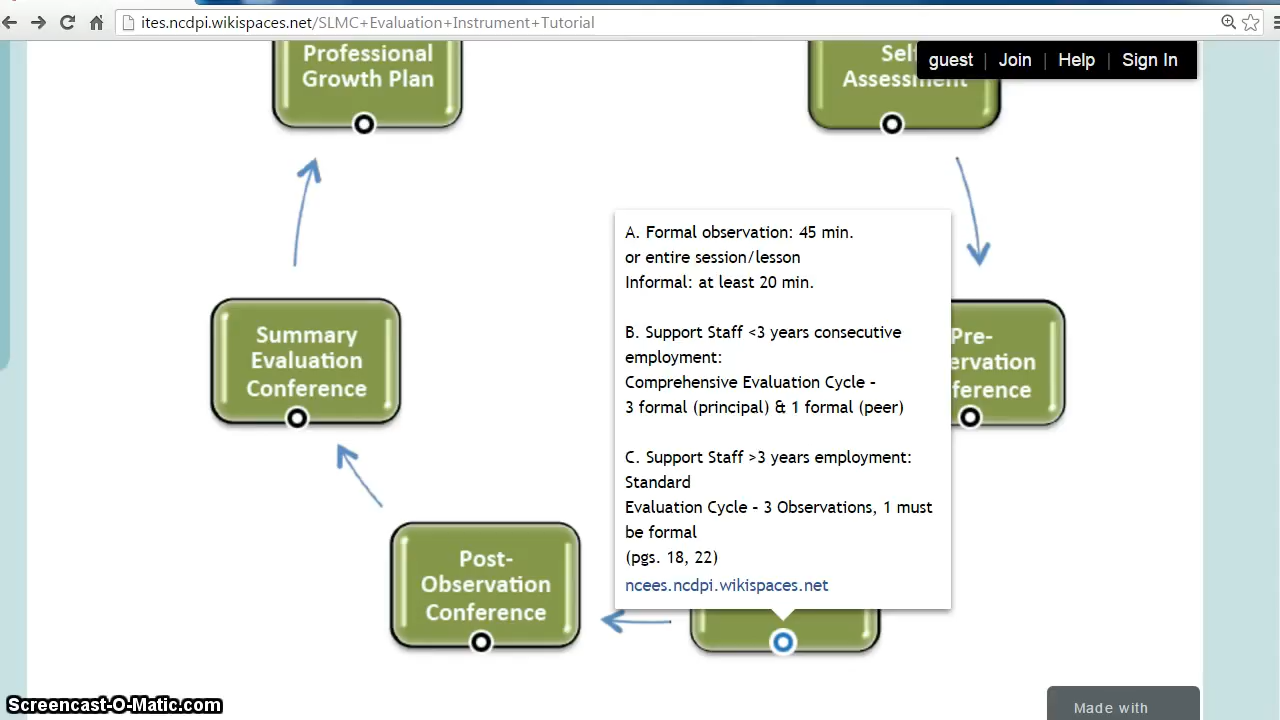 ites.ncdpi.wikispaces.net/SLMC+Evaluation+Instrument+Tutorial
guest | Join | Help | Sign In
Professional
Growth Plan
Self
Assessment
A. Formal observation: 45 min.
or entire session/lesson
Informal: at least 20 min.
B. Support Staff <3 years consecutive
employment:
Comprehensive Evaluation Cycle –
3 formal (principal) & 1 formal (peer)
C. Support Staff >3 years employment:
Standard
Evaluation Cycle – 3 Observations, 1 must
be formal
(pgs. 18, 22)
ncees.ncdpi.wikispaces.net
Pre-
ervation
ference
Summary
Evaluation
Conference
Post-
Observation
Conference
Screencast-O-Matic.com
Made with